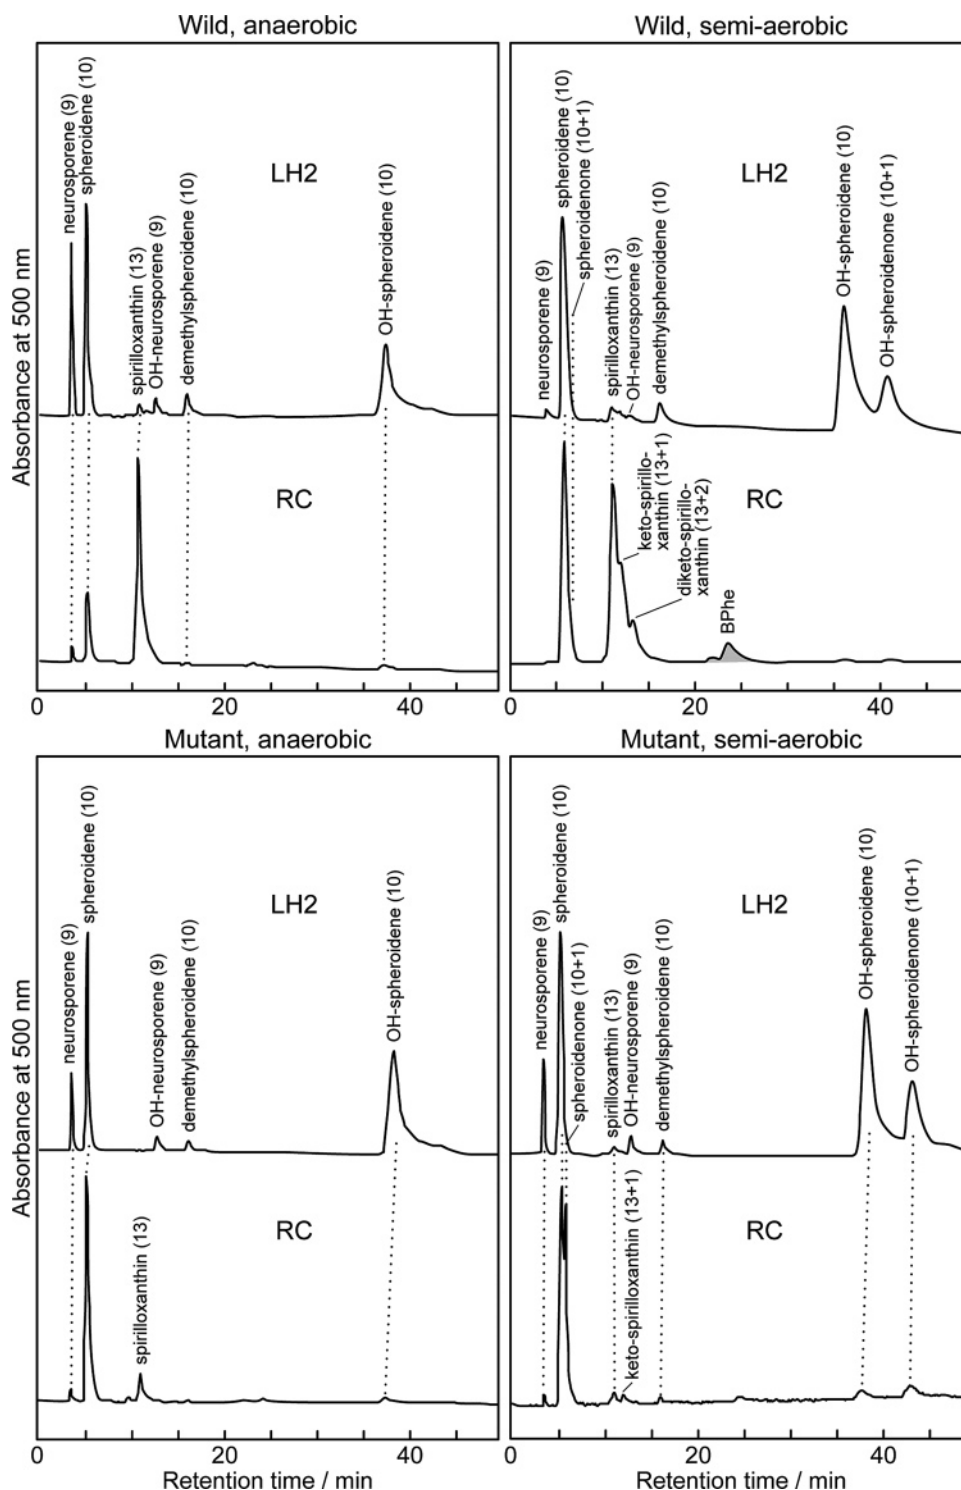 Wild, anaerobic
Wild, semi-aerobic
Absorbance at 500 nm
neurosporene (9)
spheroidene (10)
LH2
spirilloxanthin (13)
OH-neurosporene (9)
demethylspheroidene (10)
OH-spheroidene (10)
RC
0
20
40
neurosporene (9)
spheroidene (10)
spheroidenone (10+1)
LH2
spirilloxanthin (13)
OH-neurosporene (9)
demethylspheroidene (10)
OH-spheroidene (10)
OH-spheroidenone (10+1)
RC
keto-spirillo-
xanthin (13+1)
diketo-spirillo-
xanthin (13+2)
BPhe
0
20
40
Mutant, anaerobic
Mutant, semi-aerobic
Absorbance at 500 nm
neurosporene (9)
spheroidene (10)
LH2
OH-neurosporene (9)
demethylspheroidene (10)
OH-spheroidene (10)
RC
spirilloxanthin (13)
0
20
40
Retention time / min
neurosporene (9)
spheroidene (10)
spheroidenone (10+1)
LH2
spirilloxanthin (13)
OH-neurosporene (9)
demethylspheroidene (10)
OH-spheroidene (10)
OH-spheroidenone (10+1)
RC
keto-spirilloxanthin (13+1)
0
20
40
Retention time / min